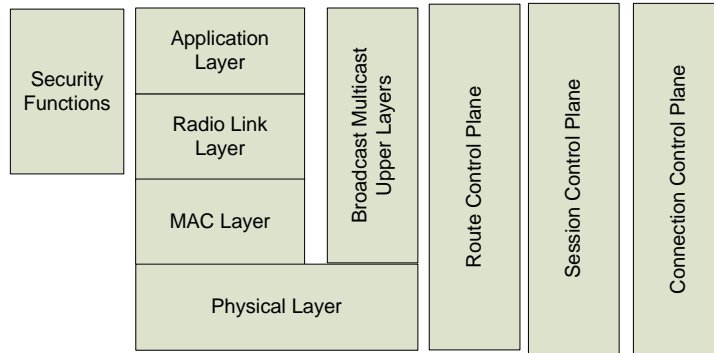 Security
Functions
Application
Layer
Radio Link
Layer
MAC Layer
Physical Layer
Broadcast Multicast
Upper Layers
Route Control Plane
Session Control Plane
Connection Control Plane